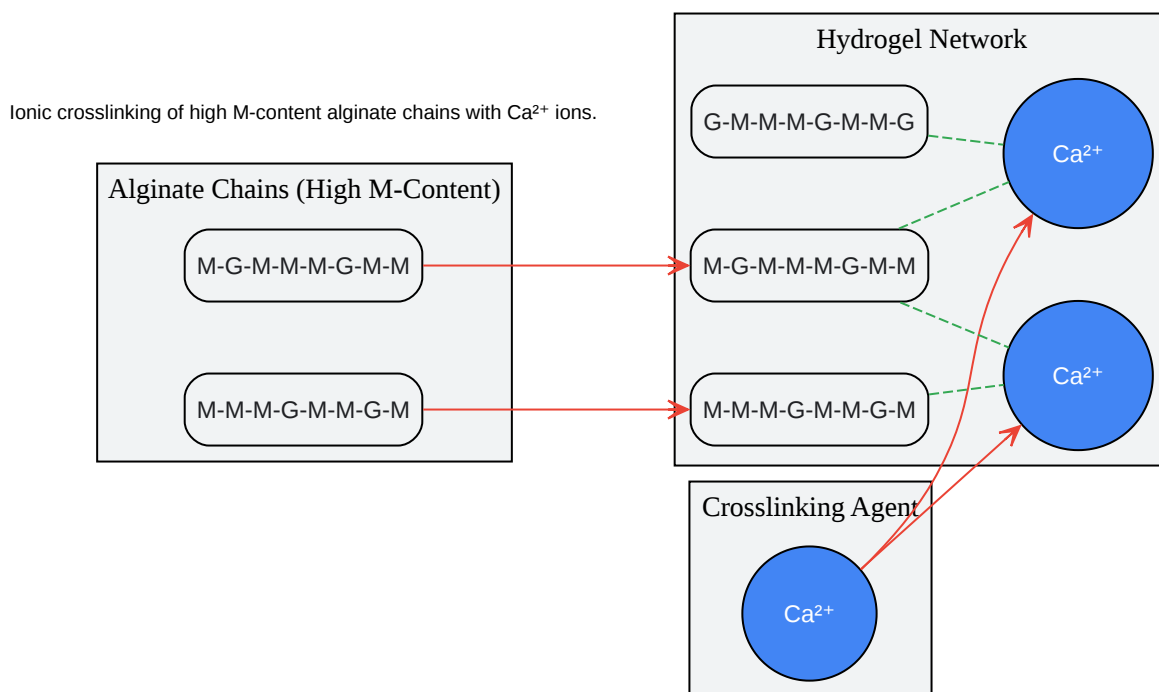 Ionic crosslinking of high M-content alginate chains with Ca²⁺ ions.
Alginate Chains (High M-Content)
M-G-M-M-M-G-M-M
M-M-M-G-M-M-G-M
Hydrogel Network
G-M-M-M-G-M-M-G
Ca²⁺
M-G-M-M-M-G-M-M
Ca²⁺
M-M-M-G-M-M-G-M
Crosslinking Agent
Ca²⁺